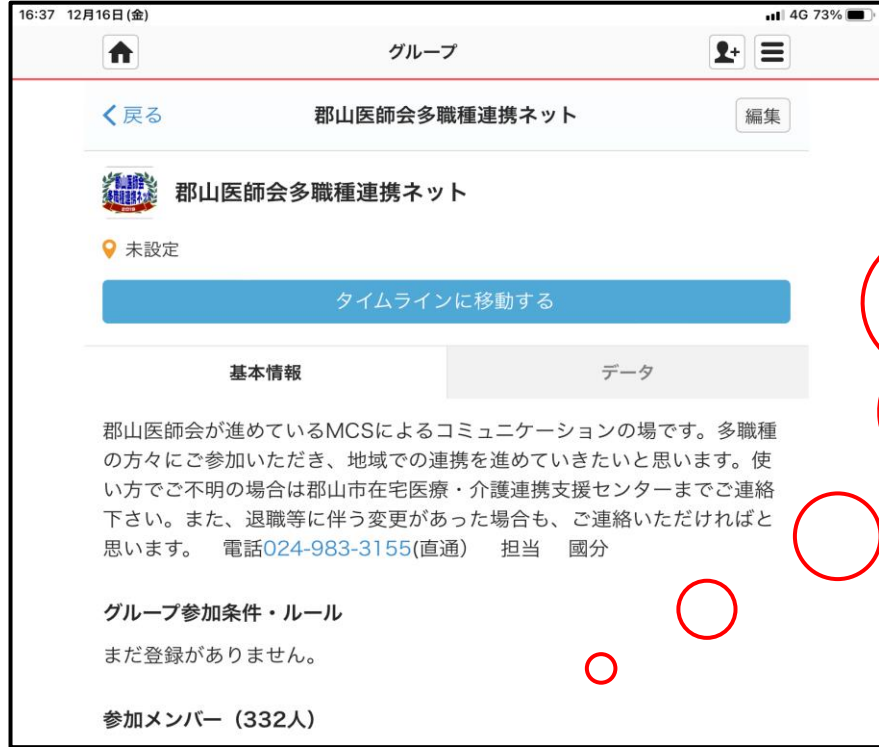 16:37 12月16日(金) 4G 73%
グループ
戻る 郡山医師会多職種連携ネット 編集
郡山医師会多職種連携ネット
未設定
タイムラインに移動する
基本情報 データ
郡山医師会が進めているMCSによるコミュニケーションの場です。多職種
の方々にご参加いただき、地域での連携を進めていきたいと思います。使
い方でご不明の場合は郡山市在宅医療・介護連携支援センターまでご連絡
下さい。また、退職等に伴う変更があった場合も、ご連絡いただければと
思います。 電話024-983-3155(直通） 担当 國分
グループ参加条件・ルール
まだ登録がありません。
参加メンバー（332人）